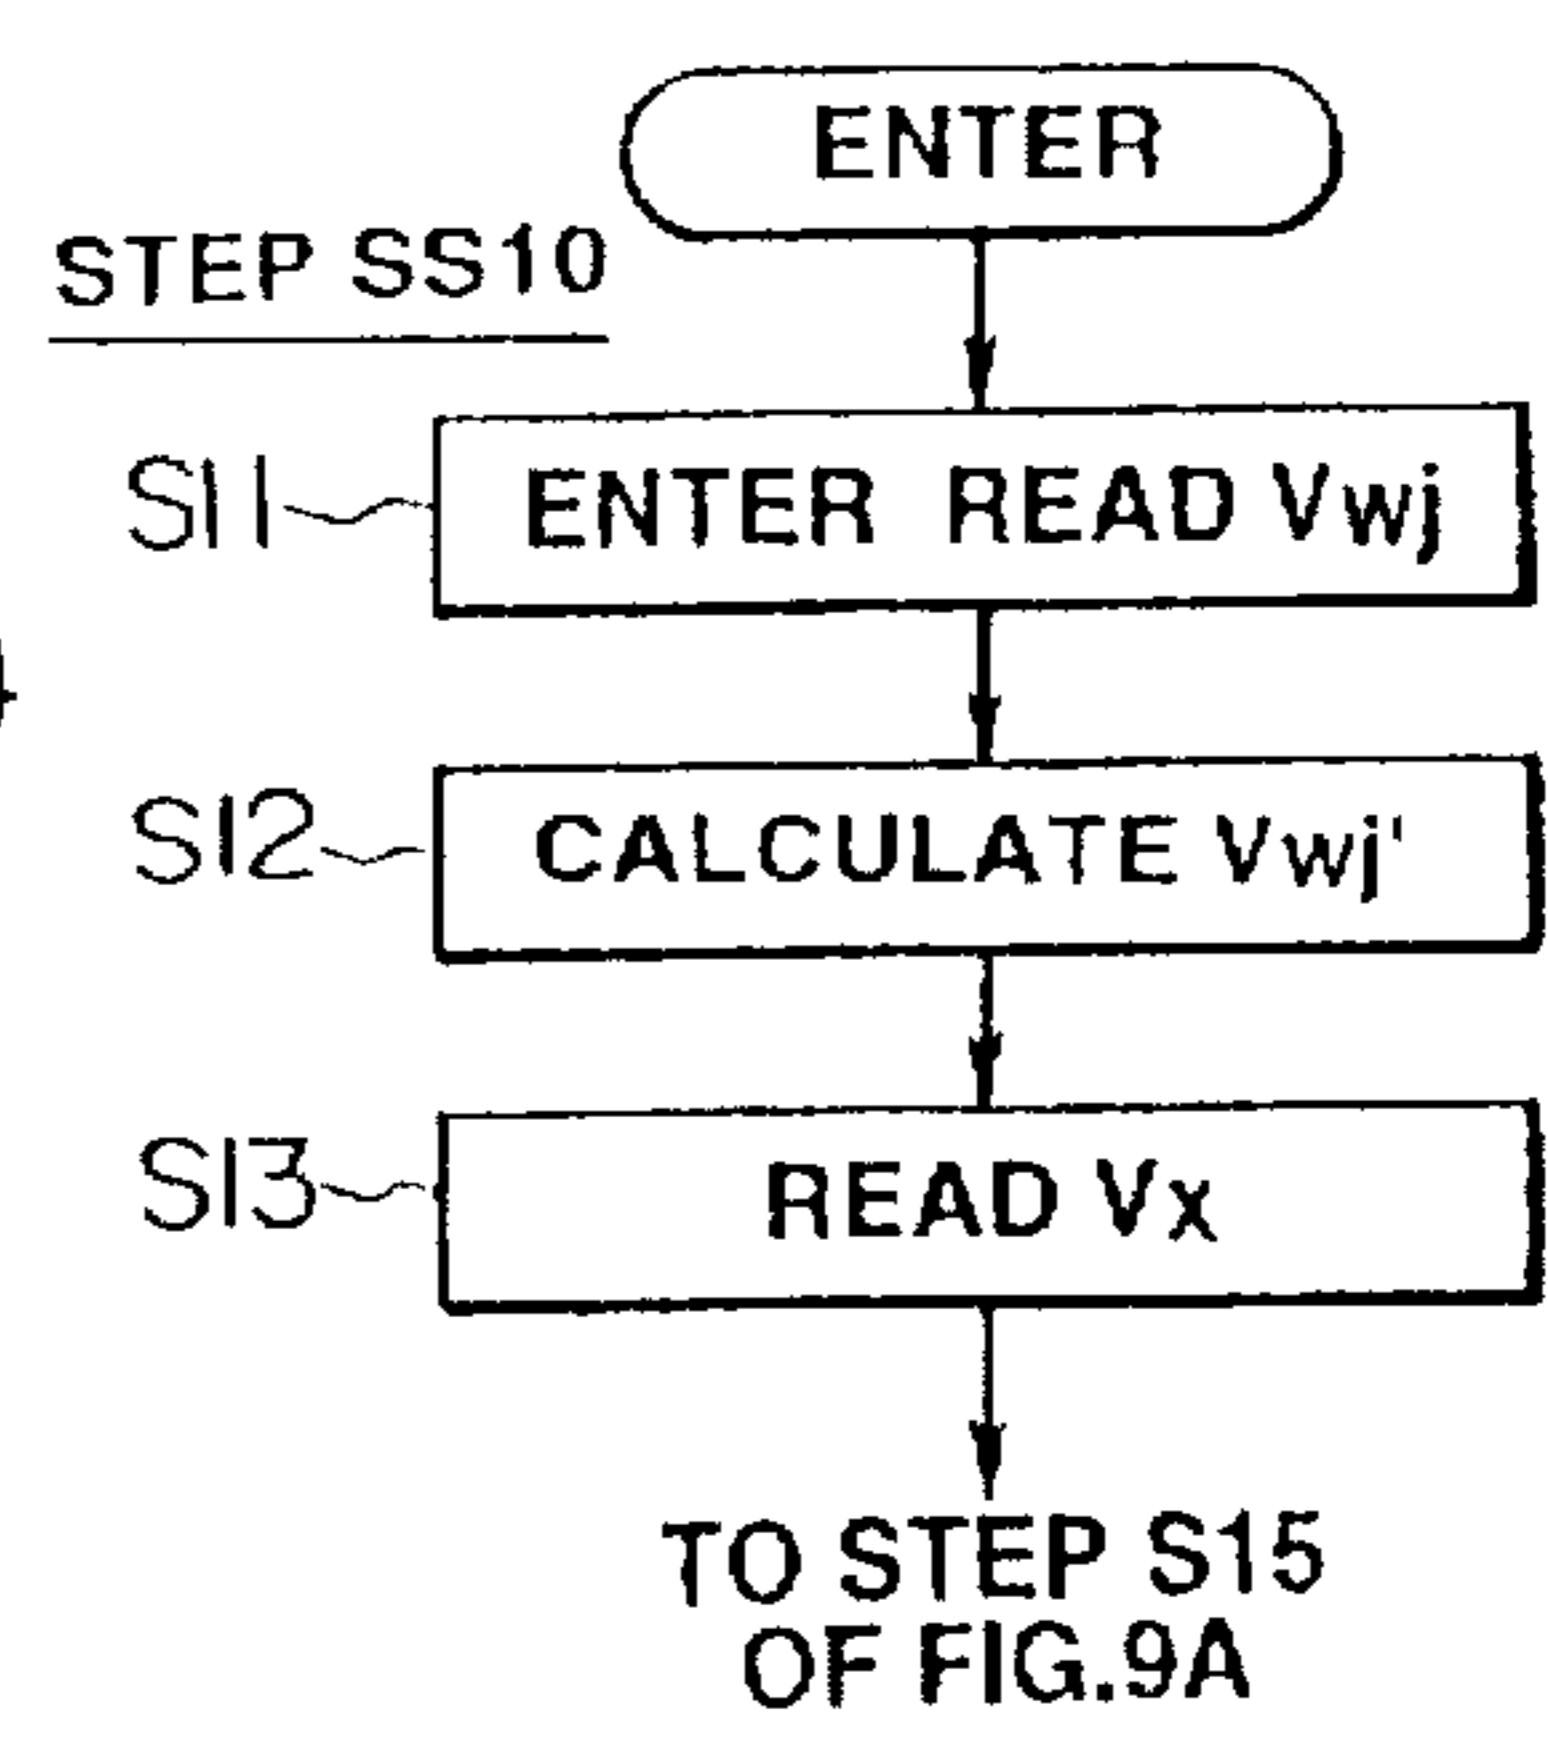 ENTER
STEP SS10
S11 ENTER READ Vwj
S12 CALCULATE Vwj'
S13 READ Vx
TO STEP S15
OF FIG.9A